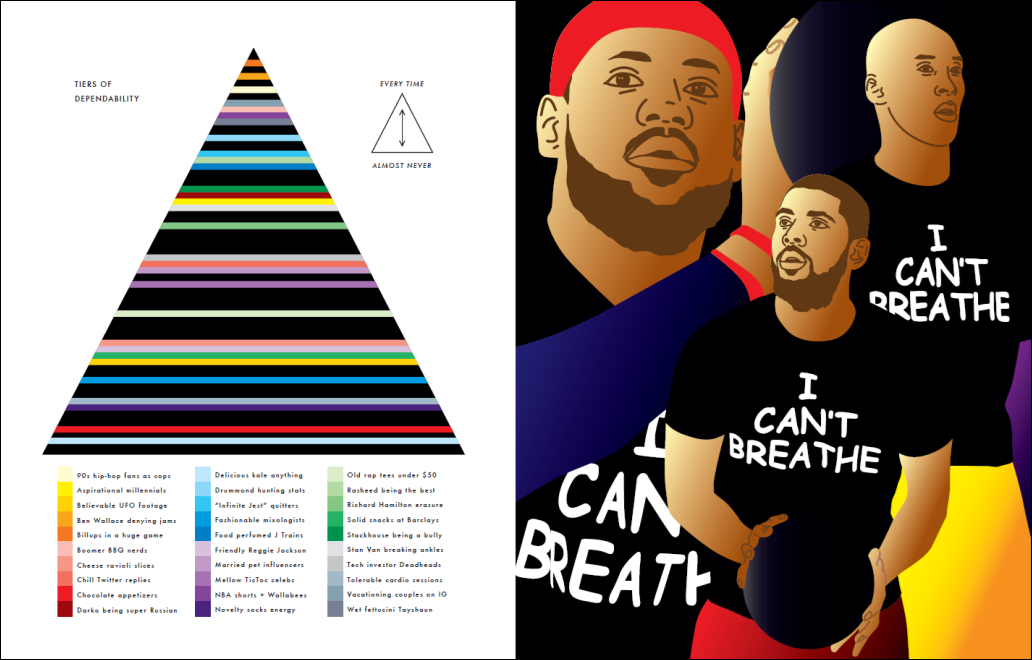 TIERS OF
DEPENDABILITY
EVERY TIME
ALMOST NEVER
90s hip-hop fans as cops
Aspirational millennials
Believable UFO footage
Ben Wallace denying jams
Billups in a huge game
Boomer BBQ nerds
Cheese ravioli slices
Chill Twitter replies
Chocolate appetizers
Darko being super Russian
Delicious kale anything
Drummond hunting stats
"Infinite Jest" quitters
Fashionable mixologists
Food perfumed J Trains
Friendly Reggie Jackson
Married pet influencers
Mellow TicToc celebs
NBA shorts + Wallabees
Novelty socks energy
Old rap tees under $50
Rasheed being the best
Richard Hamilton erasure
Solid snacks at Barclays
Stackhouse being a bully
Stan Van breaking ankles
Tech investor Deadheads
Tolerable cardio sessions
Vacationing couples on IG
Wet fettucini Tayshaun
I
CAN'T
BREATHE
I
CAN'T
BREATHE
I
CAN
BREATH